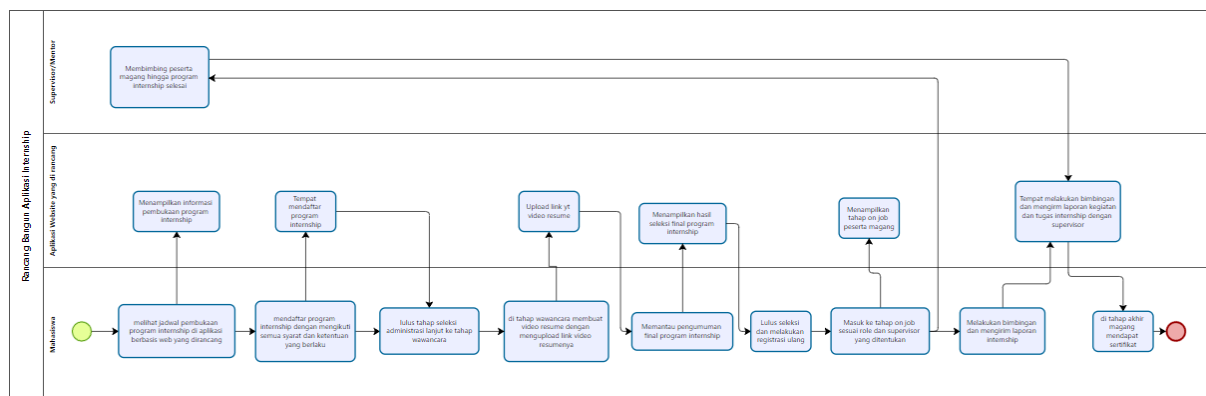 Rancang Bangun Aplikasi Internship
Supervisor/Mentor
Membimbing peserta
magang hingga program
internship selesai
Aplikasi Website yang di rancang
Menampilkan informasi
pembukaan program
internship
Tempat
mendaftar
program
internship
Upload link yt
video resume
Menampilkan hasil
seleksi final program
internship
Menampilkan
tahap on job
peserta magang
Tempat melakukan bimbingan
dan mengirm laporan kegiatan
dan tugas internship dengan
supervisor
Mahasiswa
melihat jadwal pembukaan
program internship di aplikasi
berbasis web yang dirancang
mendaftar program
internship dengan mengikuti
semua syarat dan ketentuan
yang berlaku
lulus tahap seleksi
administrasi lanjut ke tahap
wawancara
di tahap wawancara membuat
video resume dengan
mengupload link video
resumenya
Memantau pengumuman
final program internship
Lulus seleksi
dan melakukan
registrasi ulang
Masuk ke tahap on job
sesuai role dan supervisor
yang ditentukan
Melakukan bimbingan
dan mengirim laporan
internship
di tahap akhir
magang
mendapat
sertifikat